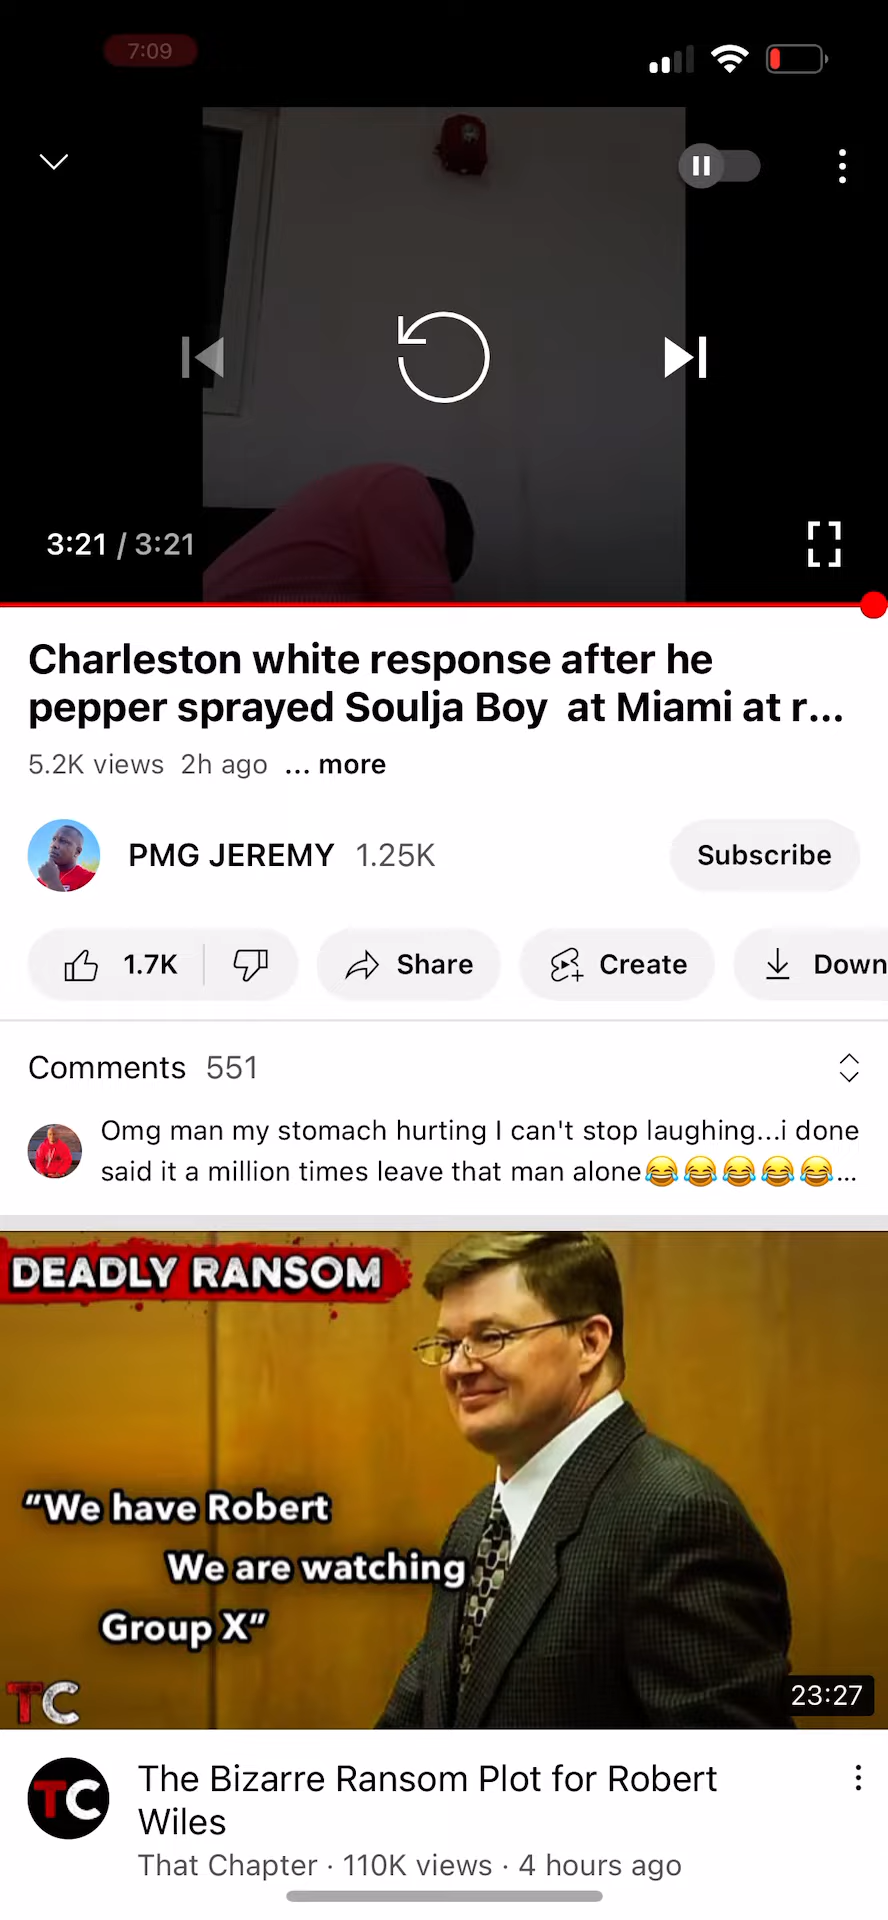 7:09
3:21 / 3:21
Charleston white response after he
pepper sprayed Soulja Boy at Miami at r...
5.2K views 2h ago ... more
PMG JEREMY 1.25K
Subscribe
1.7K
Share
Create
Down
Comments 551
Omg man my stomach hurting I can't stop laughing...i done
said it a million times leave that man alone😂😂😂😂😂...
DEADLY RANSOM
"We have Robert
We are watching
Group X"
TC
23:27
TC
The Bizarre Ransom Plot for Robert
Wiles
That Chapter · 110K views · 4 hours ago